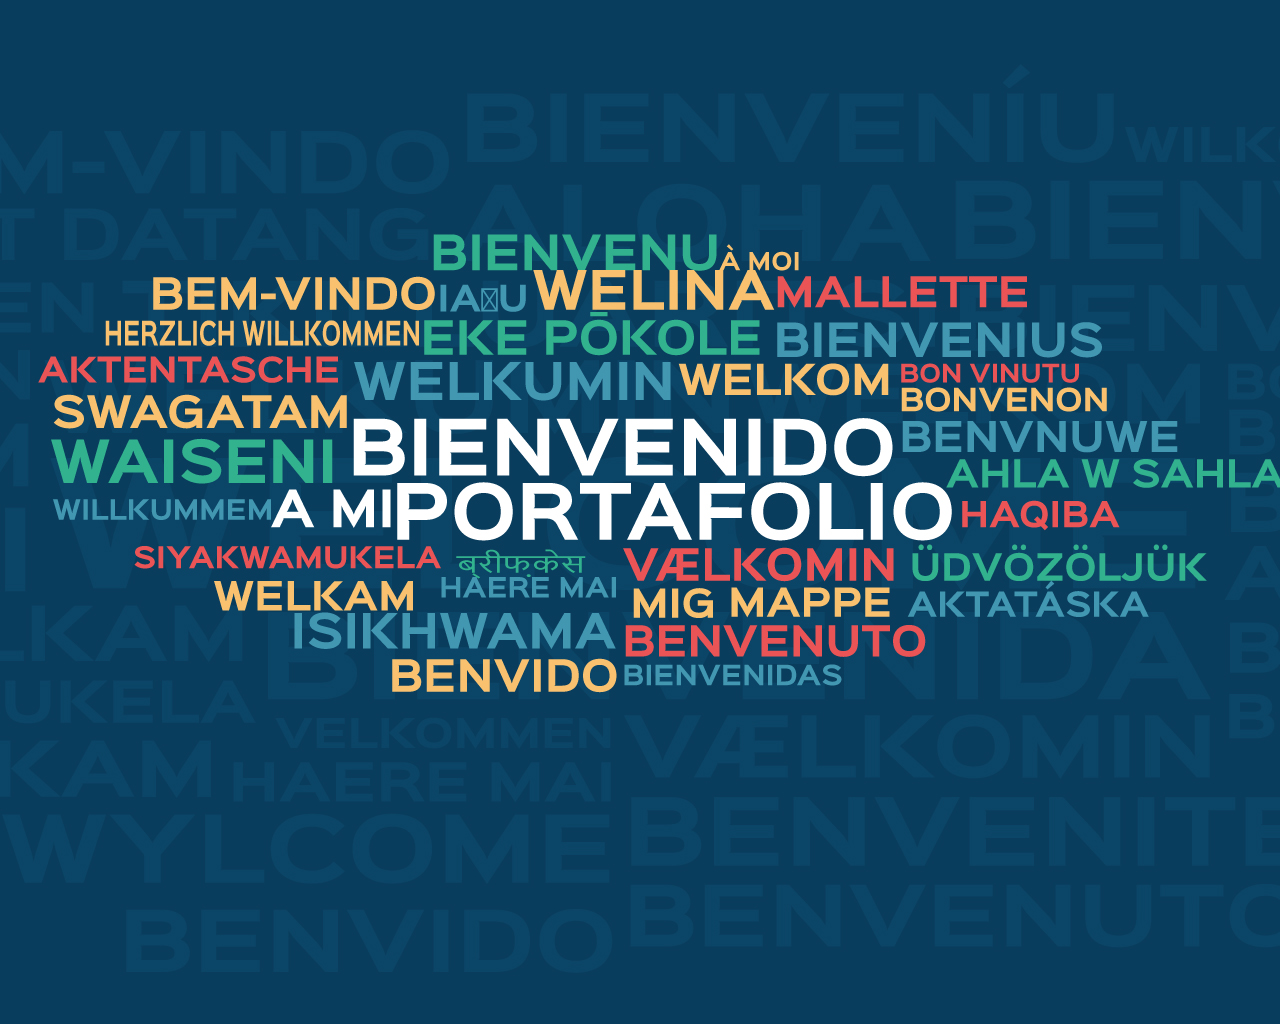 BIENVENU À MOI
BEM-VINDO IA U WELINA MALLETTE
HERZLICH WILLKOMMEN EKE PŌKOLE BIENVENIUS
AKTENTASCHE WELKUMIN WELKOM BON VINUTU
SWAGATAM BONVENON
WAISENI BIENVENIDO BENVNUWE
AHLA W SAHLA
WILLKUMMEM A MI PORTAFOLIO HAQIBA
SIYAKWAMUKELA ब्रीफ़केस VÆLKOMIN ÜDVÖZÖLJÜK
WELKAM HAERE MAI MIG MAPPE AKTATÁSKA
ISIKHWAMA BENVENUTO
BENVIDO BIENVENIDAS
BIENVENÍU
M-VINDO WILK
T DATANG ALOHA BIEN
LKAM BIENVENIDA
UKELA
VELKOMMEN VÆLKOMIN
KAM HAERE MAI
WYLCOME BENVENITE
BENVIDO BENVENUTO